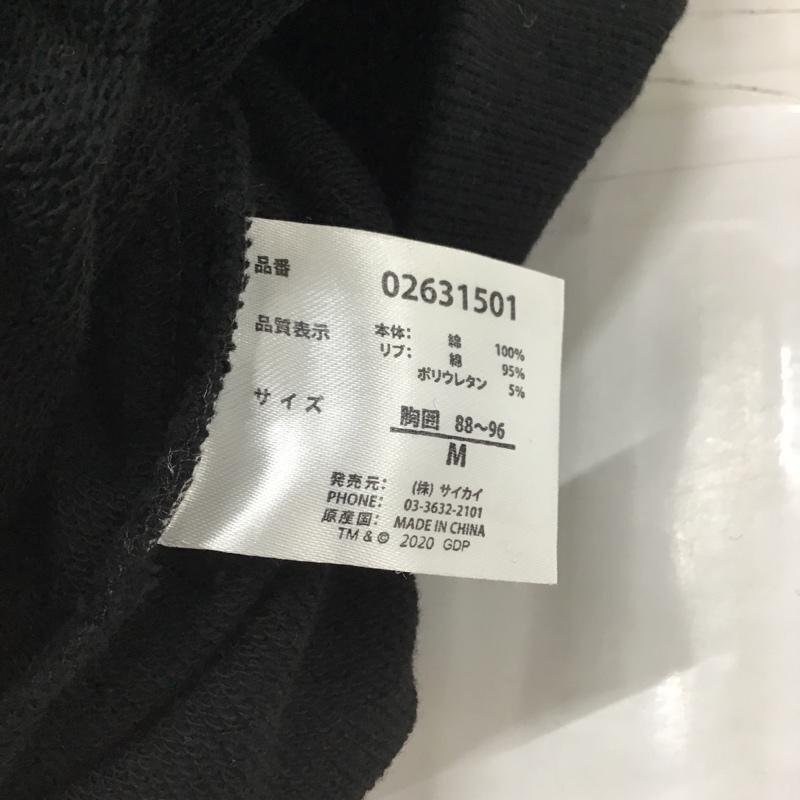 品番 02631501
品質表示 本体: 綿 100%
リブ: 綿 95%
ポリウレタン 5%
サイズ 胸囲 88~96
M
発売元: (株) サイカイ
PHONE: 03-3632-2101
原産国: MADE IN CHINA
TM & © 2020 GDP